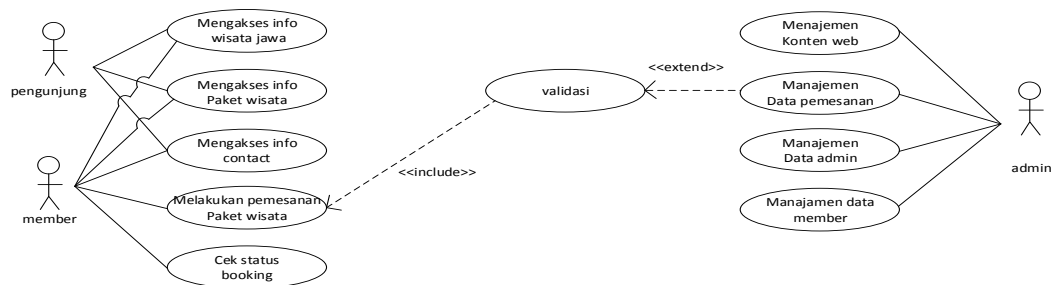 Mengakses info
wisata jawa
pengunjung
Mengakses info
Paket wisata
Mengakses info
contact
member
Melakukan pemesanan
Paket wisata
Cek status
booking
<<include>>
validasi
<<extend>>
Menajemen
Konten web
Manajemen
Data pemesanan
Manajemen
Data admin
Manajamen data
member
admin